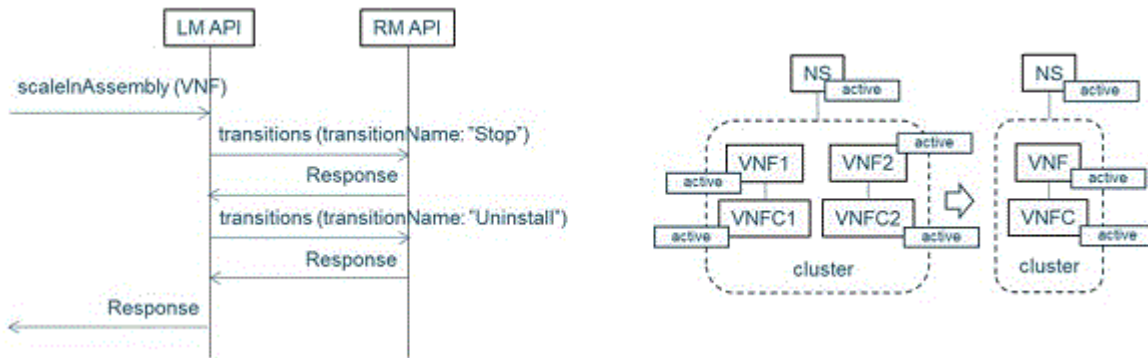 LM API
RM API
scaleInAssembly (VNF)
transitions (transitionName: "Stop")
Response
transitions (transitionName: "Uninstall")
Response
Response
NS
active
VNF1
active
VNF2
active
VNFC1
active
VNFC2
active
cluster
NS
active
VNF
active
VNFC
active
cluster